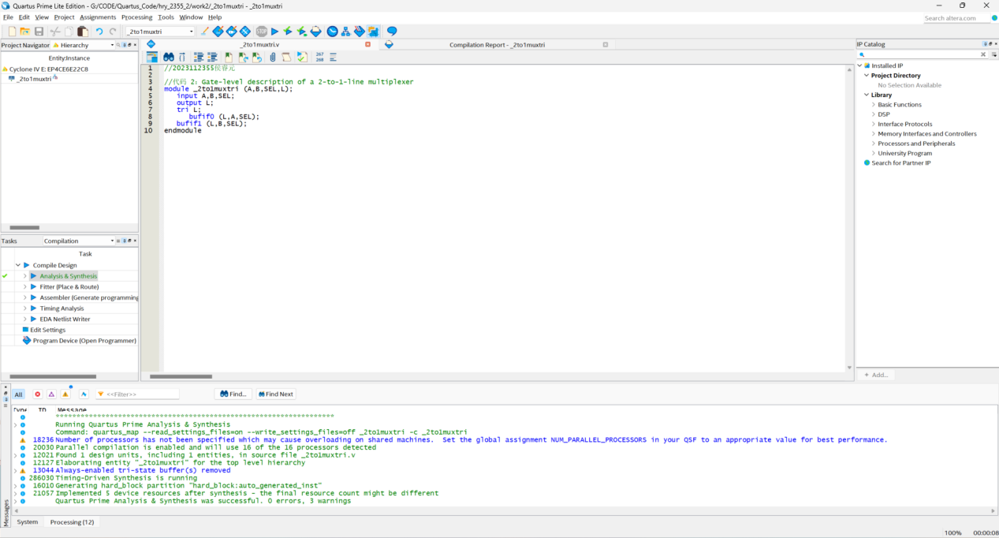 Quartus Prime Lite Edition - G:/CODE/Quartus_Code/hry_2355_2/work2/_2to1muxtri - _2to1muxtri
File Edit View Project Assignments Processing Tools Window Help
Search altera.com
_2to1muxtri
Project Navigator Hierarchy
Entity:Instance
Cyclone IV E: EP4CE6E22C8
_2to1muxtri
Tasks Compilation
Task
Compile Design
Analysis & Synthesis
Fitter (Place & Route)
Assembler (Generate programming
Timing Analysis
EDA Netlist Writer
Edit Settings
Program Device (Open Programmer)
_2to1muxtri.v
Compilation Report - _2to1muxtri
267
268
1 //2023112355侯睿元
2
3 //代码 2：Gate-level description of a 2-to-1-line multiplexer
4 module _2to1muxtri (A,B,SEL,L);
5 input A,B,SEL;
6 output L;
7 tri L;
8 bufif0 (L,A,SEL);
9 bufif1 (L,B,SEL);
10 endmodule
IP Catalog
Installed IP
Project Directory
No Selection Available
Library
Basic Functions
DSP
Interface Protocols
Memory Interfaces and Controllers
Processors and Peripherals
University Program
Search for Partner IP
+ Add...
All <<Filter>> Find... Find Next
Type ID Message
*******************************************************************
Running Quartus Prime Analysis & Synthesis
Command: quartus_map --read_settings_files=on --write_settings_files=off _2to1muxtri -c _2to1muxtri
18236 Number of processors has not been specified which may cause overloading on shared machines. Set the global assignment NUM_PARALLEL_PROCESSORS in your QSF to an appropriate value for best performance.
20030 Parallel compilation is enabled and will use 16 of the 16 processors detected
12021 Found 1 design units, including 1 entities, in source file _2to1muxtri.v
12127 Elaborating entity "_2to1muxtri" for the top level hierarchy
13044 Always-enabled tri-state buffer(s) removed
286030 Timing-Driven Synthesis is running
16010 Generating hard_block partition "hard_block:auto_generated_inst"
21057 Implemented 5 device resources after synthesis - the final resource count might be different
Quartus Prime Analysis & Synthesis was successful. 0 errors, 3 warnings
Messages
System Processing (12)
100% 00:00:08